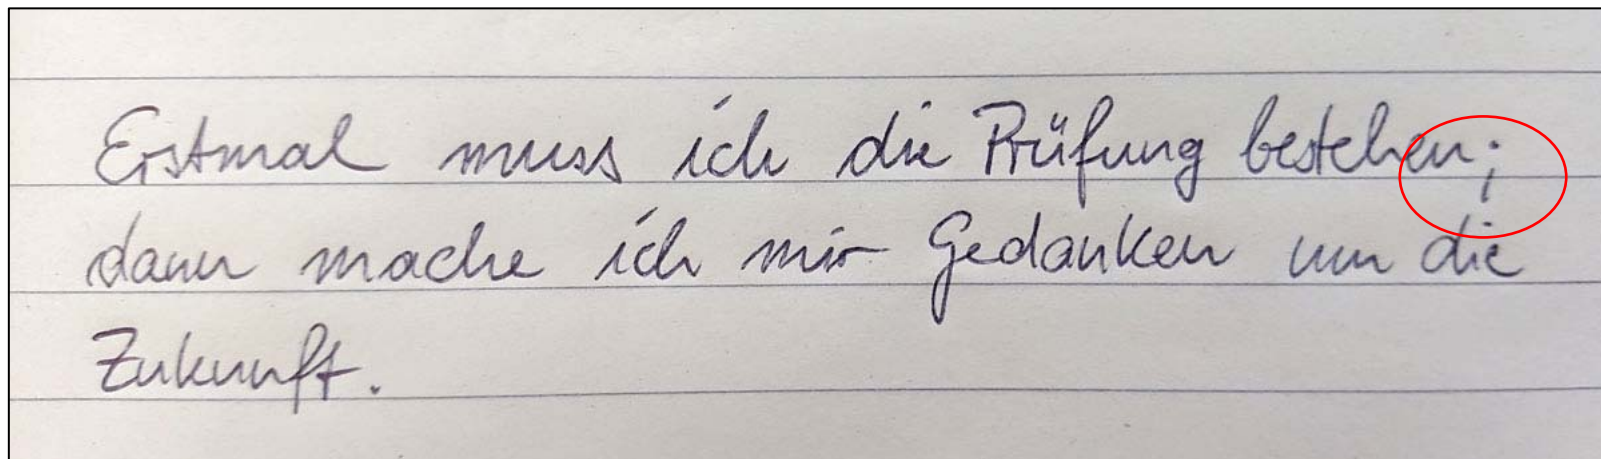 Erstmal muss ich die Prüfung bestehen;
dann mache ich mir Gedanken um die
Zukunft.